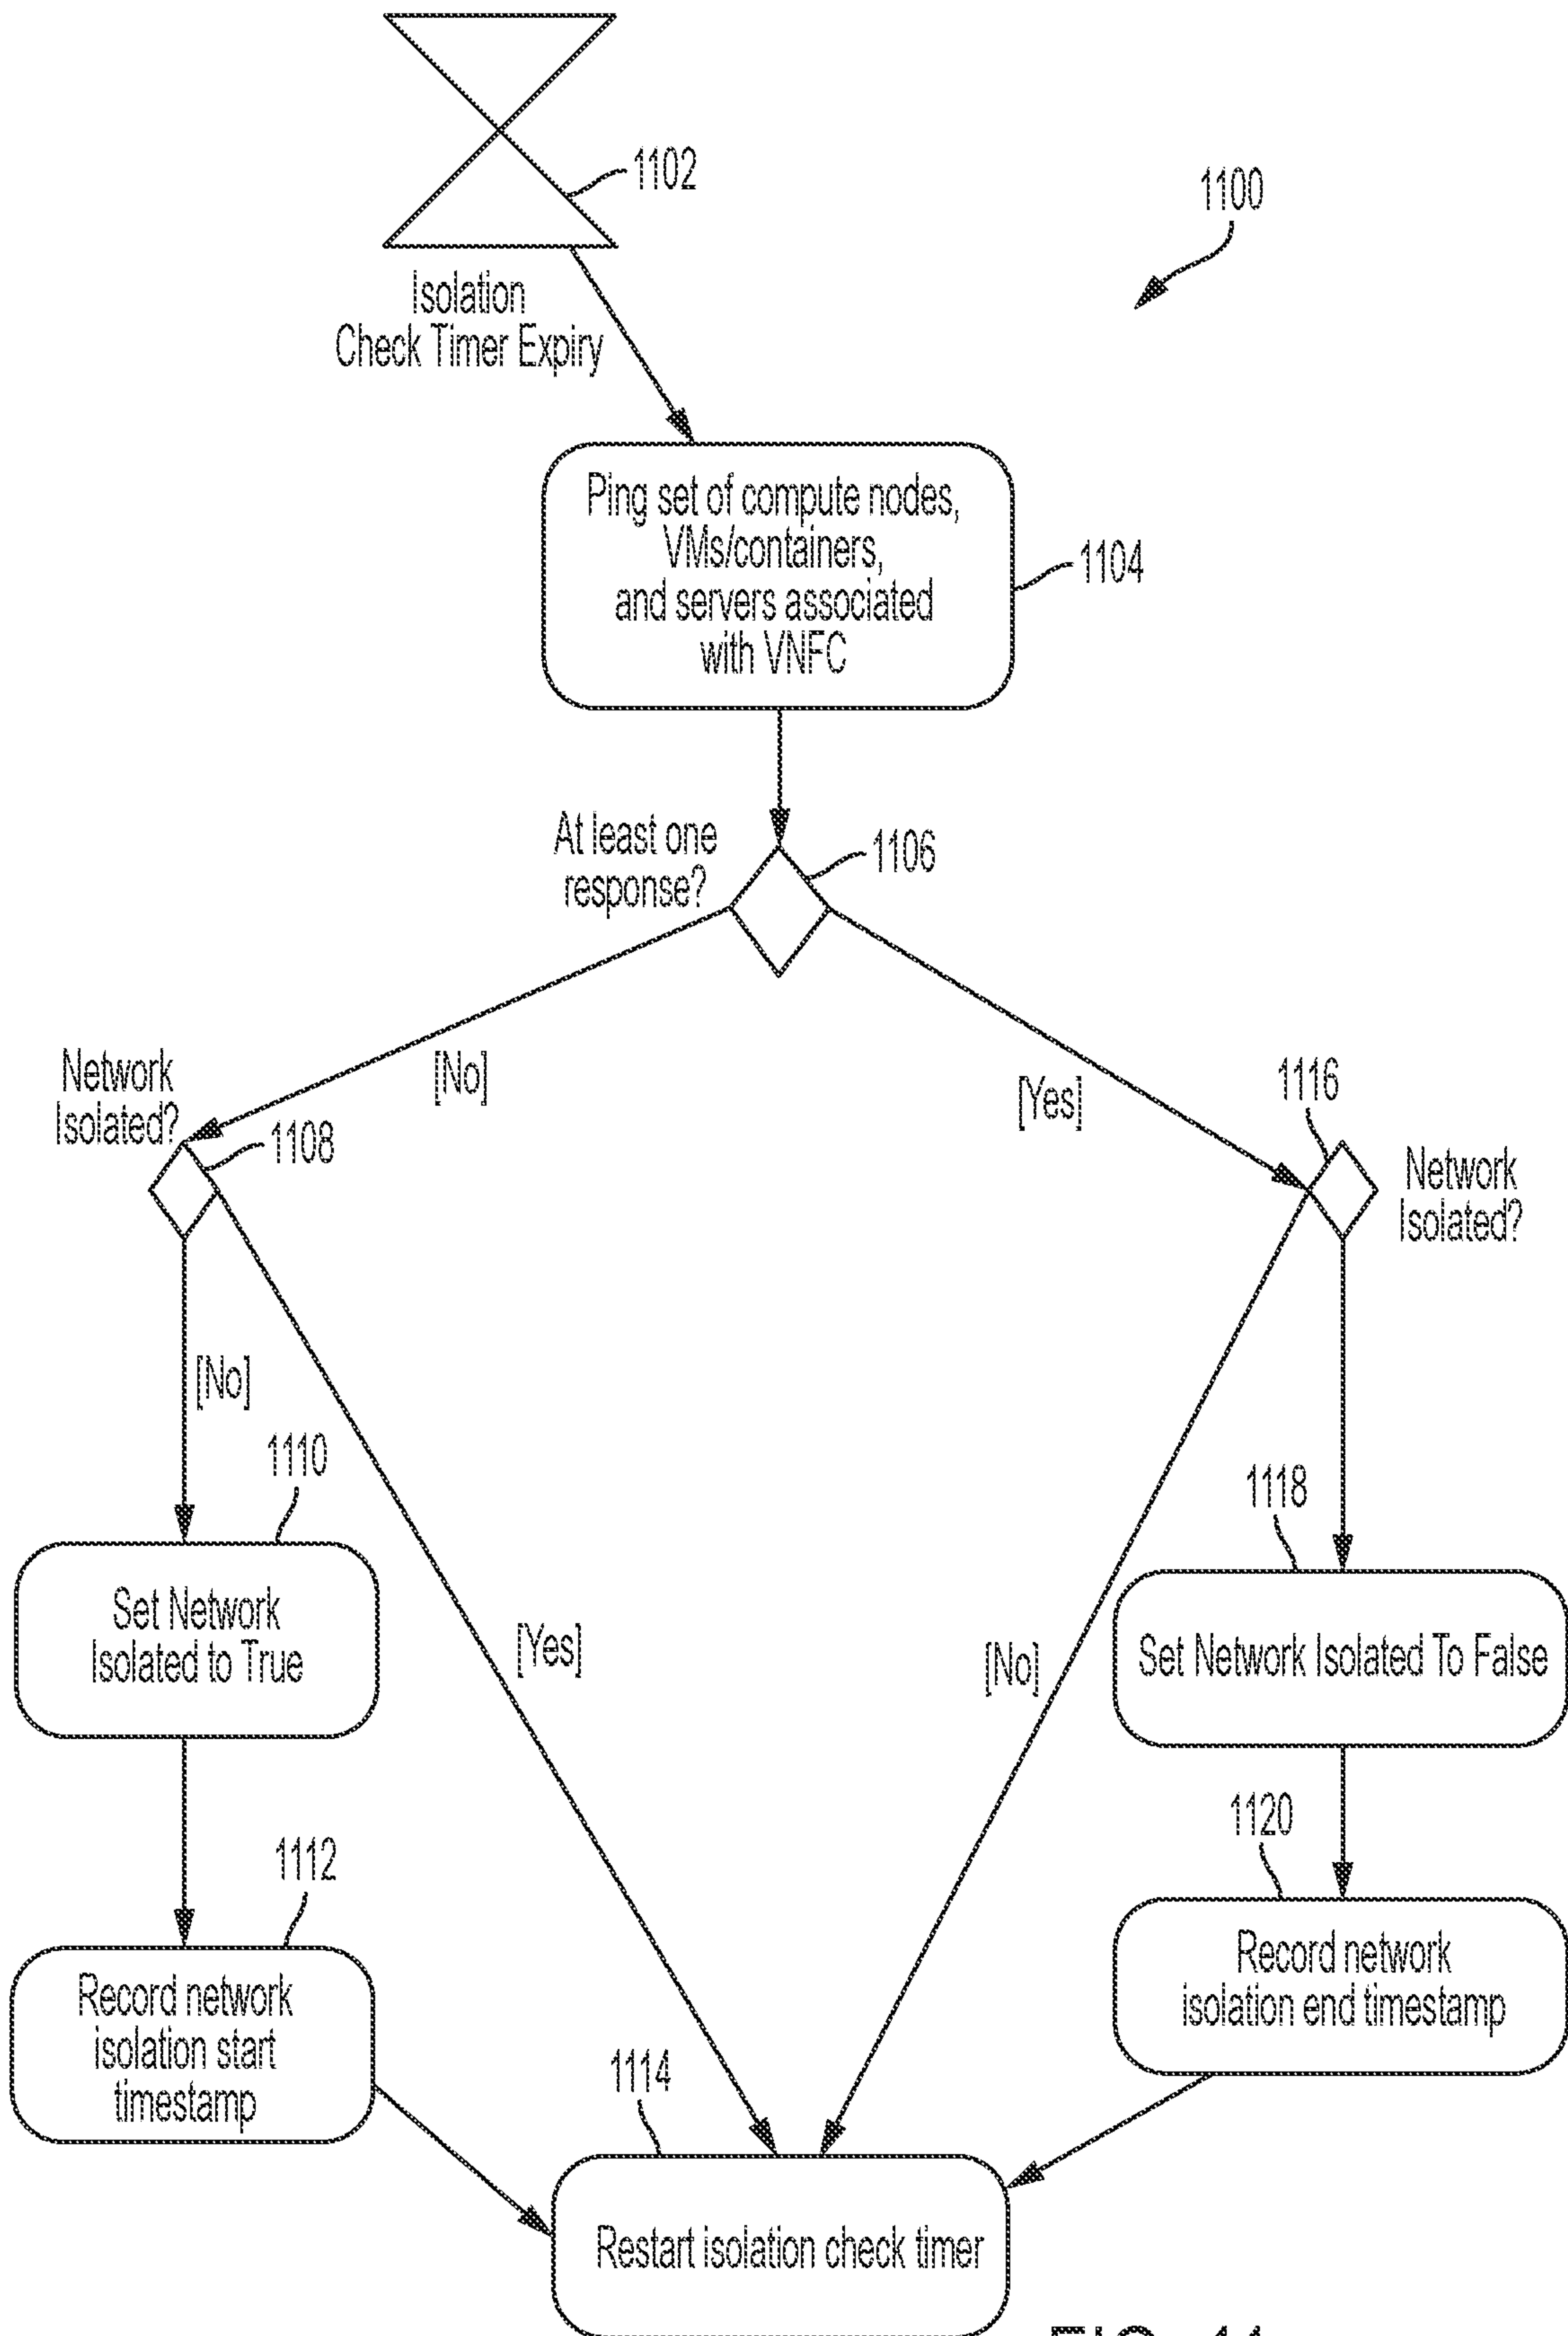 1102
1100
Isolation
Check Timer Expiry
Ping set of compute nodes,
VMs/containers,
and servers associated
with VNFC
1104
At least one
response?
1106
[No]
[Yes]
Network
Isolated?
1108
1116
Network
Isolated?
[No]
1110
Set Network
Isolated to True
[Yes]
[No]
1118
Set Network Isolated To False
1112
Record network
isolation start
timestamp
1120
Record network
isolation end timestamp
1114
Restart isolation check timer